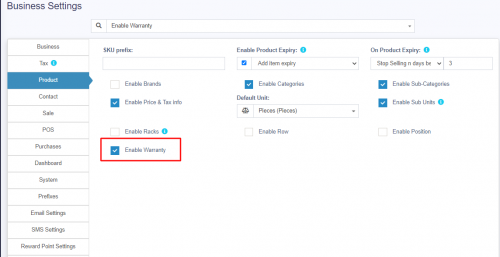 Business Settings
Enable Warranty
Business
Tax
Product
Contact
Sale
POS
Purchases
Dashboard
System
Prefixes
Email Settings
SMS Settings
Reward Point Settings
SKU prefix:
Enable Product Expiry:
On Product Expiry:
Add item expiry
Stop Selling n days be
3
Enable Brands
Enable Categories
Enable Sub-Categories
Enable Price & Tax info
Default Unit:
Pieces (Pieces)
Enable Sub Units
Enable Racks
Enable Row
Enable Position
Enable Warranty